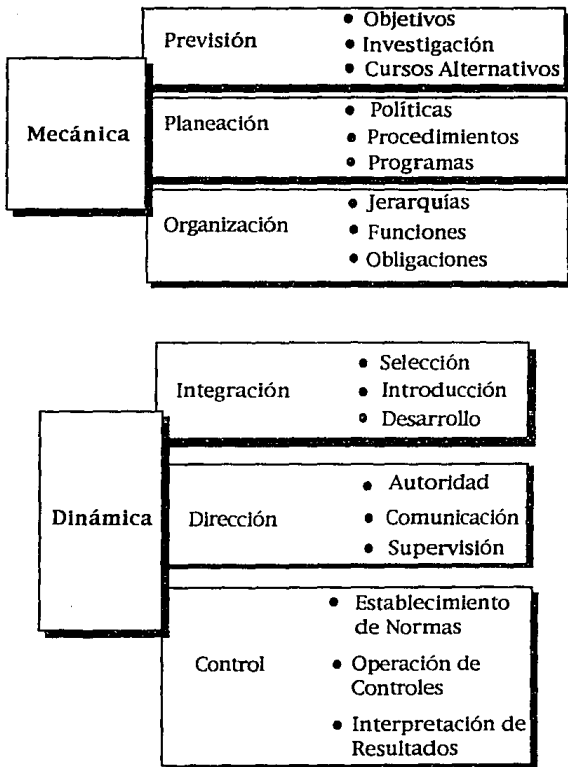 Mecánica
Previsión
• Objetivos
• Investigación
• Cursos Alternativos
Planeación
• Políticas
• Procedimientos
• Programas
Organización
• Jerarquías
• Funciones
• Obligaciones
Dinámica
Integración
• Selección
• Introducción
• Desarrollo
Dirección
• Autoridad
• Comunicación
• Supervisión
Control
• Establecimiento
de Normas
• Operación de
Controles
• Interpretación de
Resultados